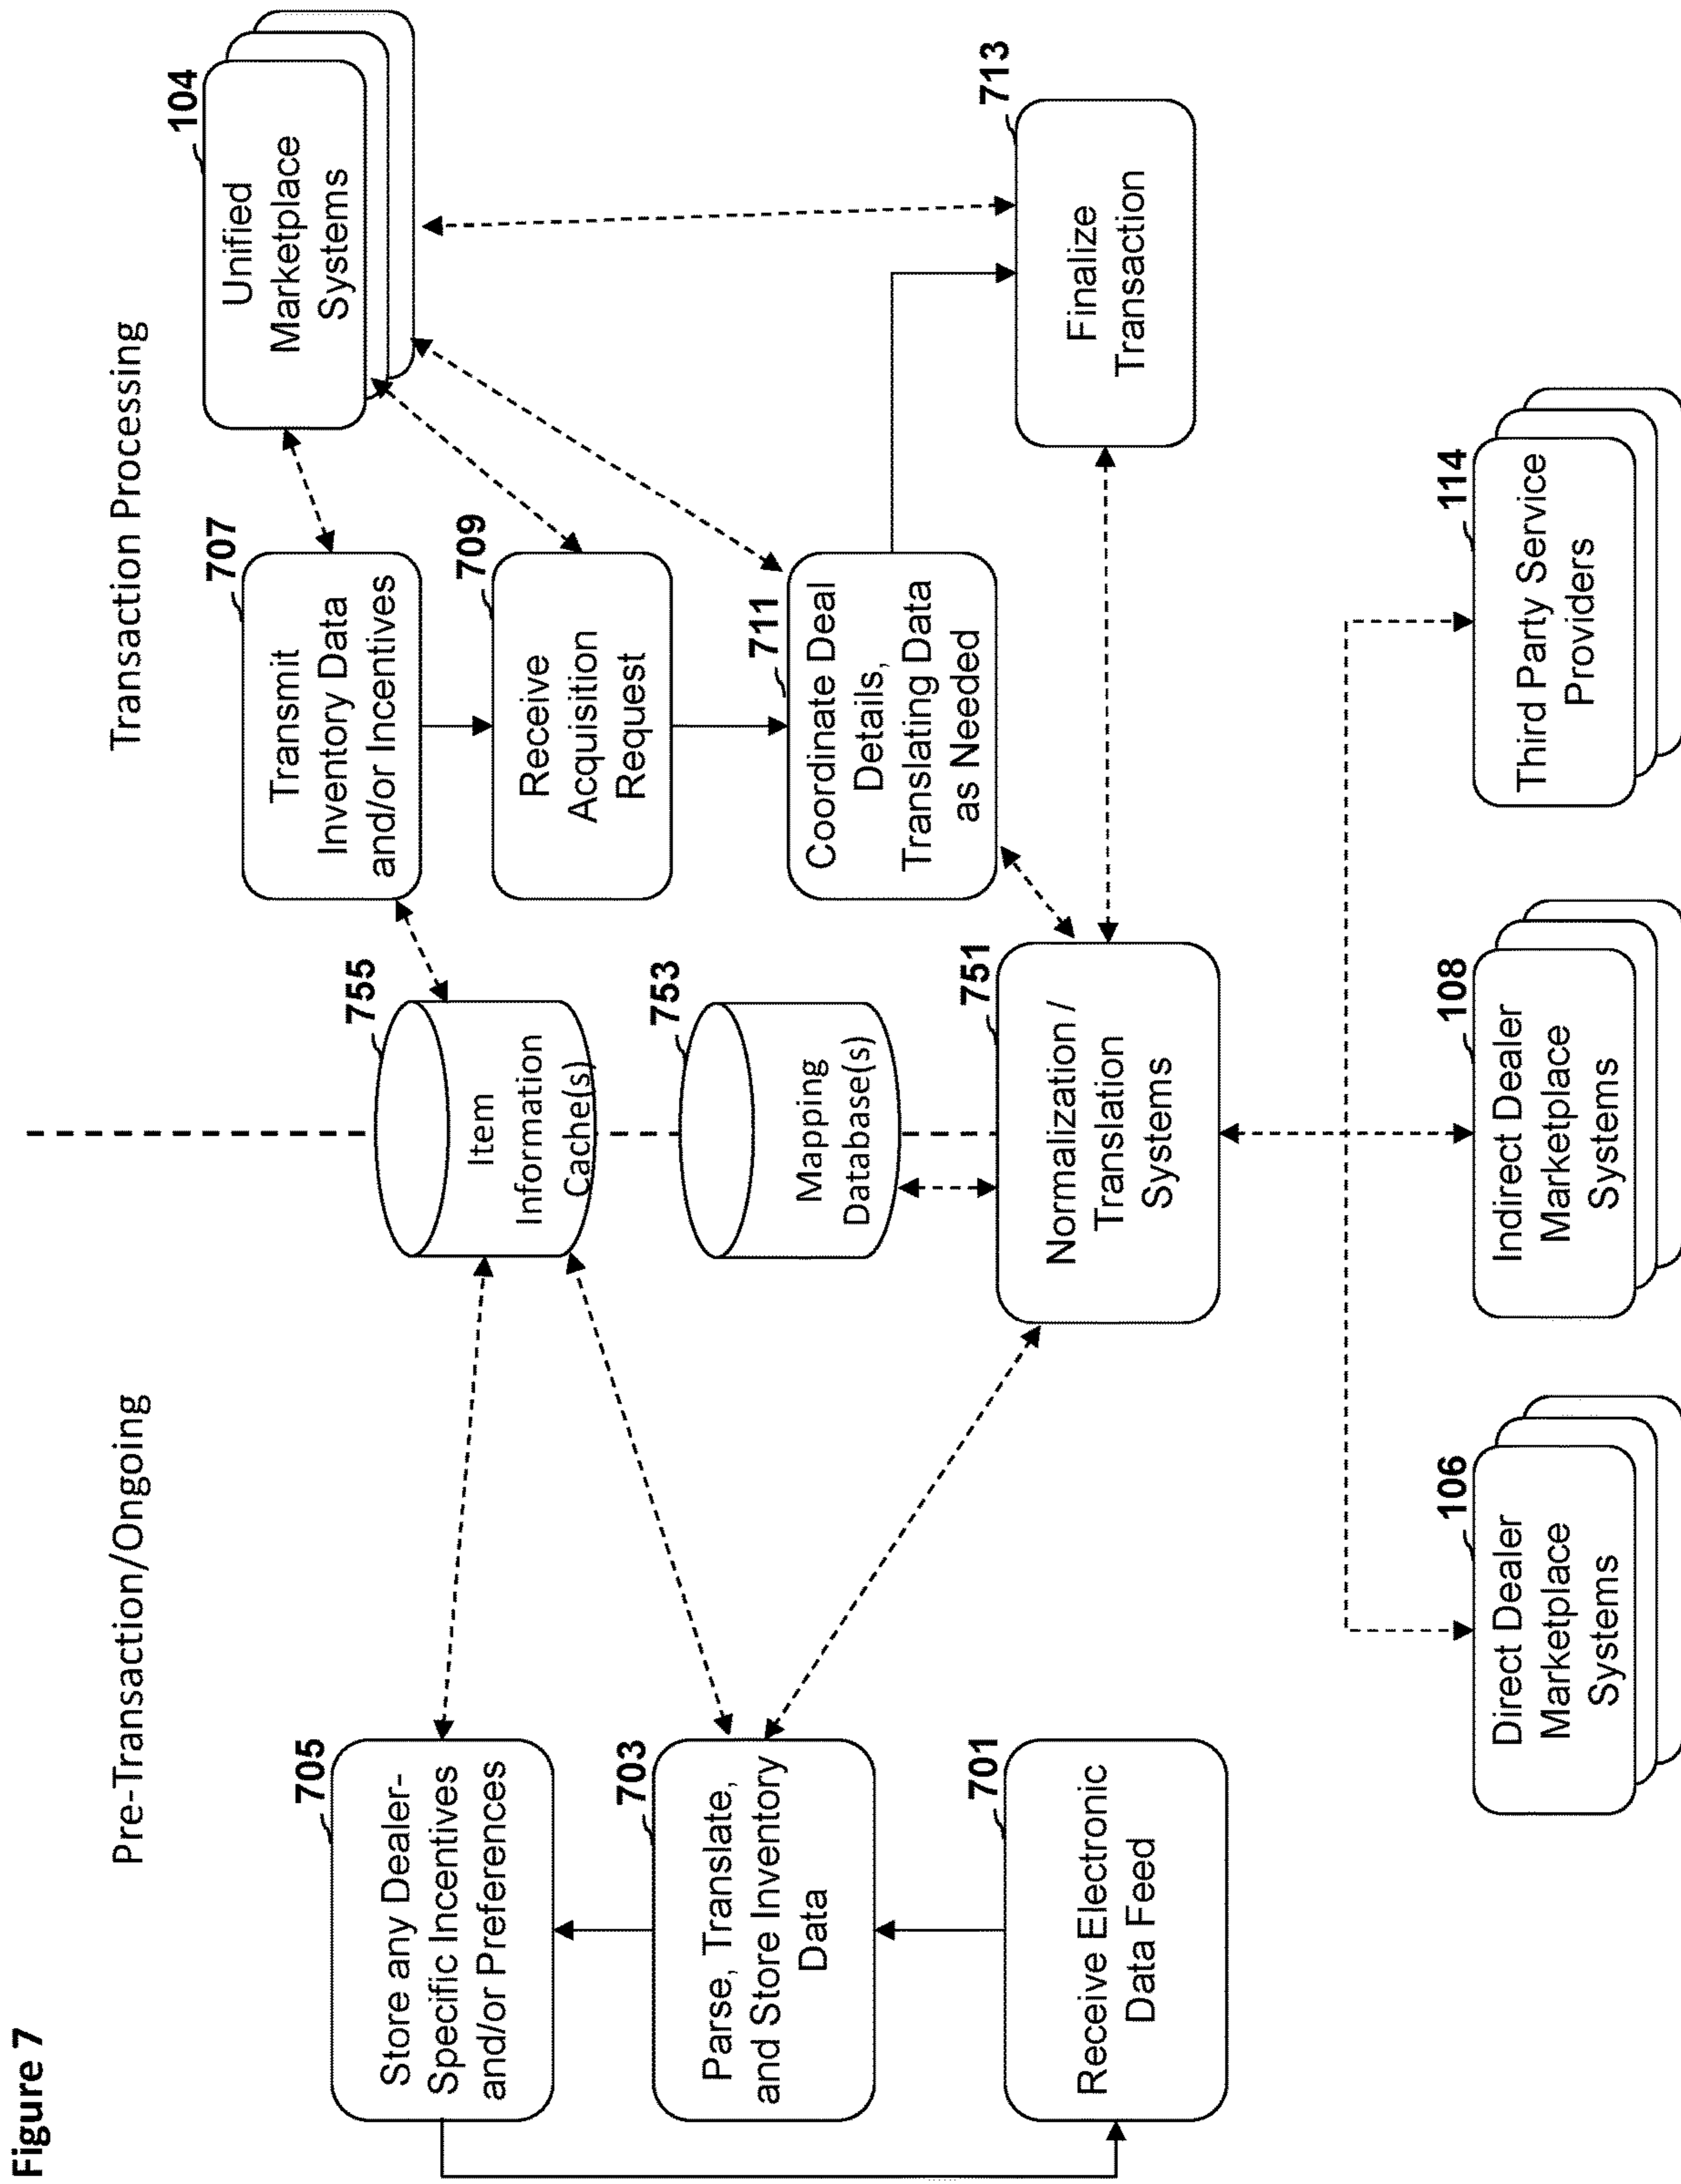 Figure 7
Pre-Transaction/Ongoing
Transaction Processing
705
Store any Dealer-
Specific Incentives
and/or Preferences
703
Parse, Translate,
and Store Inventory
Data
701
Receive Electronic
Data Feed
755
Item
Information
Cache(s)
753
Mapping
Database(s)
751
Normalization /
Translation
Systems
707
Transmit
Inventory Data
and/or Incentives
709
Receive
Acquisition
Request
711
Coordinate Deal
Details,
Translating Data
as Needed
104
Unified
Marketplace
Systems
713
Finalize
Transaction
106
Direct Dealer
Marketplace
Systems
108
Indirect Dealer
Marketplace
Systems
114
Third Party Service
Providers